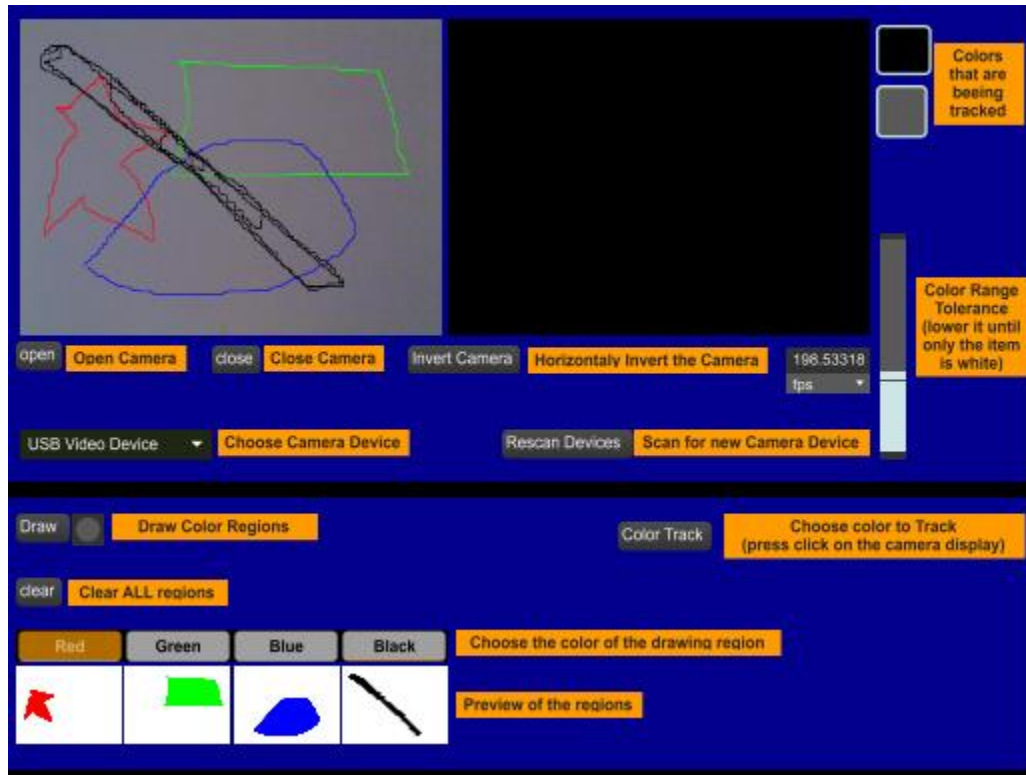 Colors
that are
beeing
tracked
Color Range
Tolerance
(lower it until
only the item
is white)
open
Open Camera
close
Close Camera
Invert Camera
Horizontaly Invert the Camera
198.53318
fps
USB Video Device
Choose Camera Device
Rescan Devices
Scan for new Camera Device
Draw
Draw Color Regions
Color Track
Choose color to Track
(press click on the camera display)
clear
Clear ALL regions
Red
Green
Blue
Black
Choose the color of the drawing region
Preview of the regions